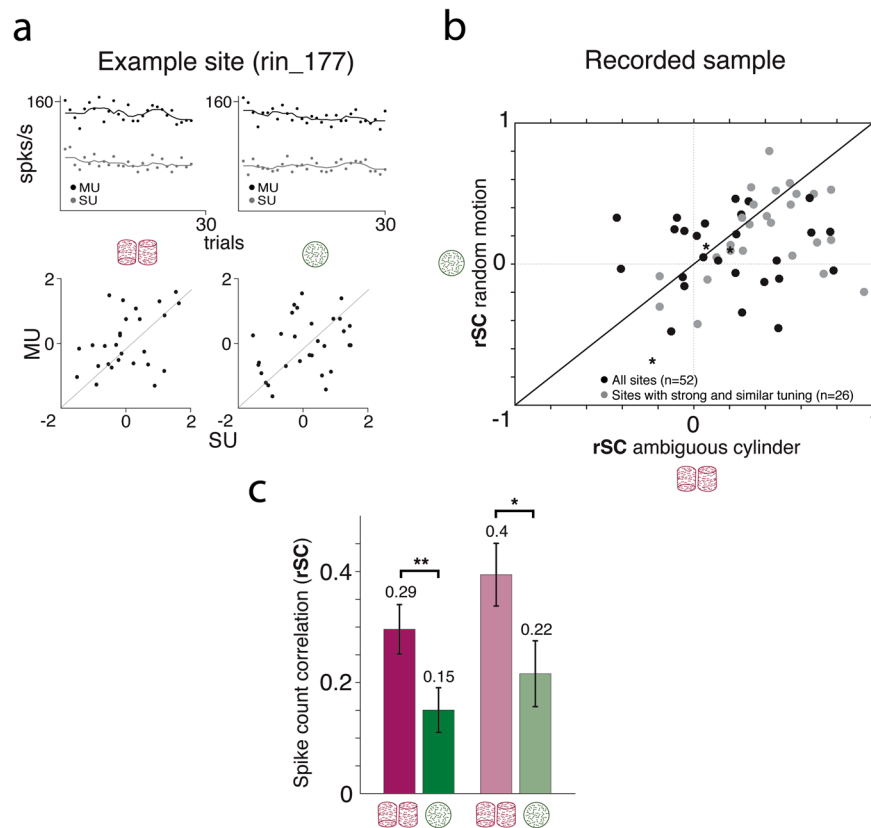 a
Example site (rin_177)
160
160
spks/s
MU
SU
MU
SU
30
30
trials
2
2
MU
0
0
-2
-2
0
2
-2
0
2
SU
b
Recorded sample
1
rSC random motion
0
*
*
*
All sites (n=52)
Sites with strong and similar tuning (n=26)
-1
0
1
rSC ambiguous cylinder
c
Spike count correlation (rSC)
*
0.4
**
0.4
0.29
0.22
0.2
0.15
0